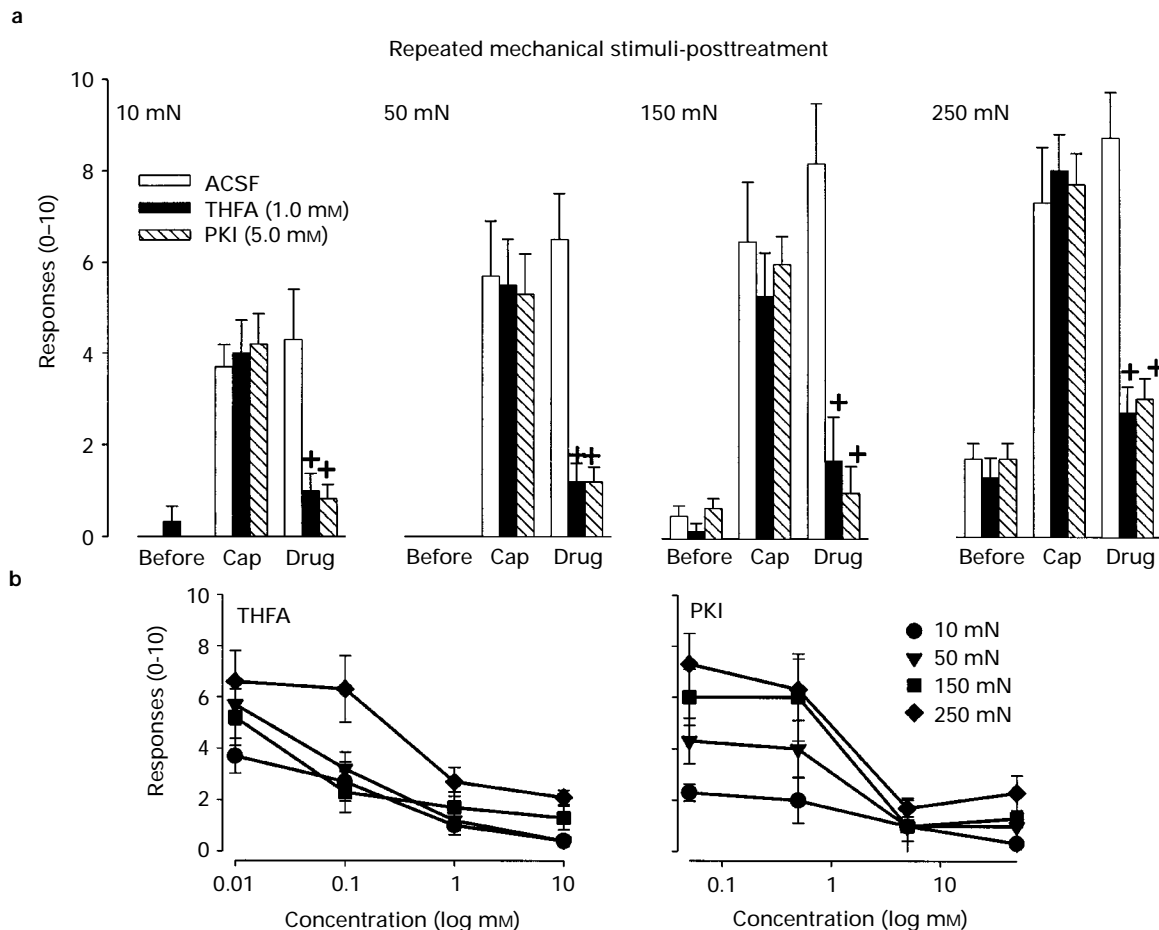 a
Repeated mechanical stimuli-posttreatment
10
8
6
4
2
0
Responses (0–10)
10 mN
50 mN
150 mN
250 mN
ACSF
THFA (1.0 mM)
PKI (5.0 mM)
+ +
++
+ +
+ +
Before Cap Drug
Before Cap Drug
Before Cap Drug
Before Cap Drug
b
10
8
6
4
2
0
Responses (0-10)
THFA
0.01 0.1 1 10
Concentration (log mM)
PKI
10 mN
50 mN
150 mN
250 mN
0.1 1 10
Concentration (log mM)